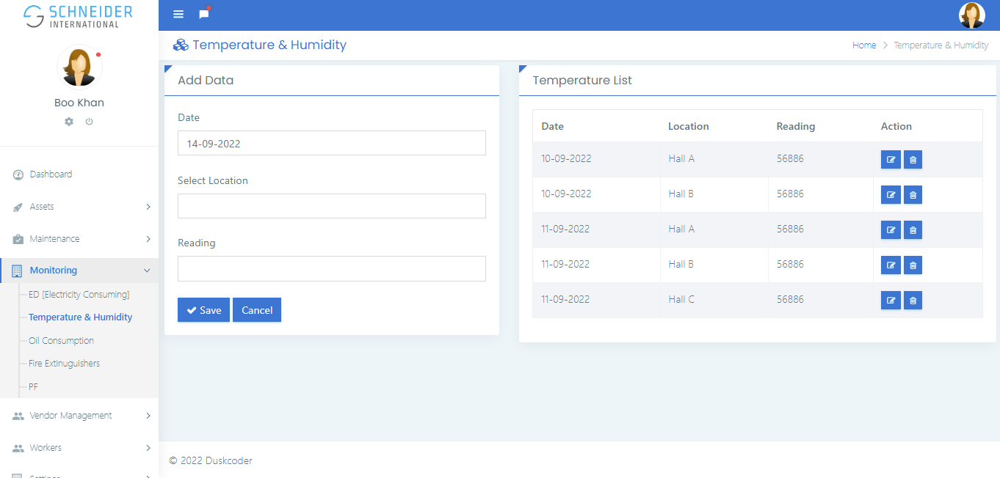 SCHNEIDER
INTERNATIONAL
Boo Khan
Dashboard
Assets
Maintenance
Monitoring
ED [Electricity Consuming]
Temperature & Humidity
Oil Consumption
Fire Extinuguishers
PF
Vendor Management
Workers
Settings
Temperature & Humidity
Home > Temperature & Humidity
Add Data
Date
14-09-2022
Select Location
Reading
Save Cancel
Temperature List
Date Location Reading Action
10-09-2022 Hall A 56886
10-09-2022 Hall B 56886
11-09-2022 Hall A 56886
11-09-2022 Hall B 56886
11-09-2022 Hall C 56886
© 2022 Duskcoder